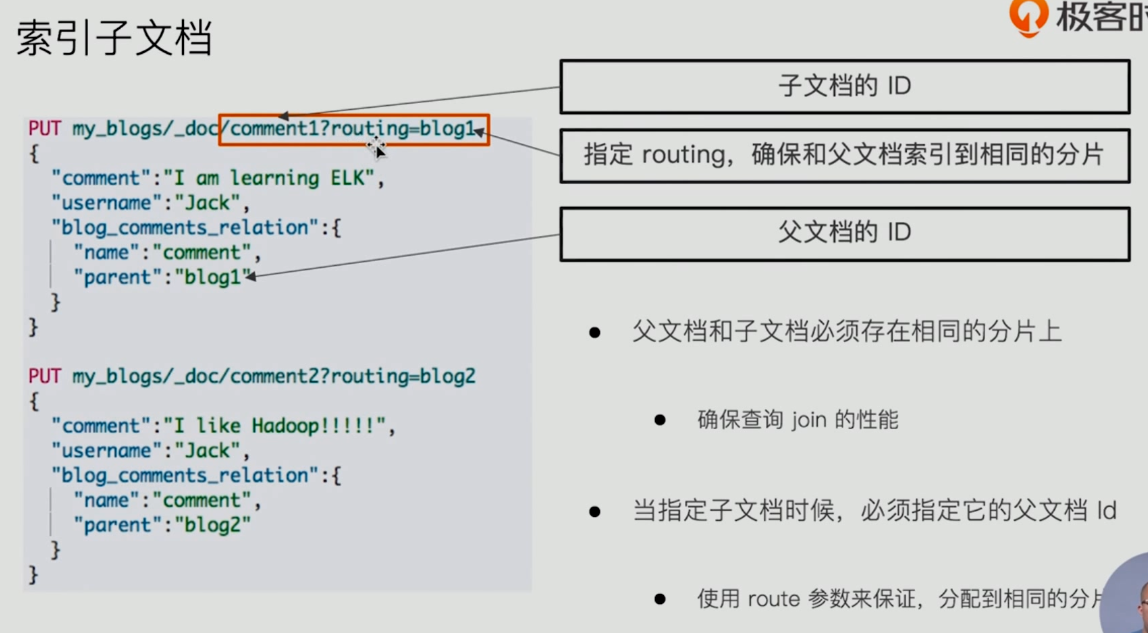 索引子文档
极客时
PUT my_blogs/_doc/comment1?routing=blog1
{
"comment":"I am learning ELK",
"username":"Jack",
"blog_comments_relation":{
"name":"comment",
"parent":"blog1"
}
}
PUT my_blogs/_doc/comment2?routing=blog2
{
"comment":"I like Hadoop!!!!!",
"username":"Jack",
"blog_comments_relation":{
"name":"comment",
"parent":"blog2"
}
}
子文档的 ID
指定 routing，确保和父文档索引到相同的分片
父文档的 ID
● 父文档和子文档必须存在相同的分片上
● 确保查询 join 的性能
● 当指定子文档时候，必须指定它的父文档 Id
● 使用 route 参数来保证，分配到相同的分片